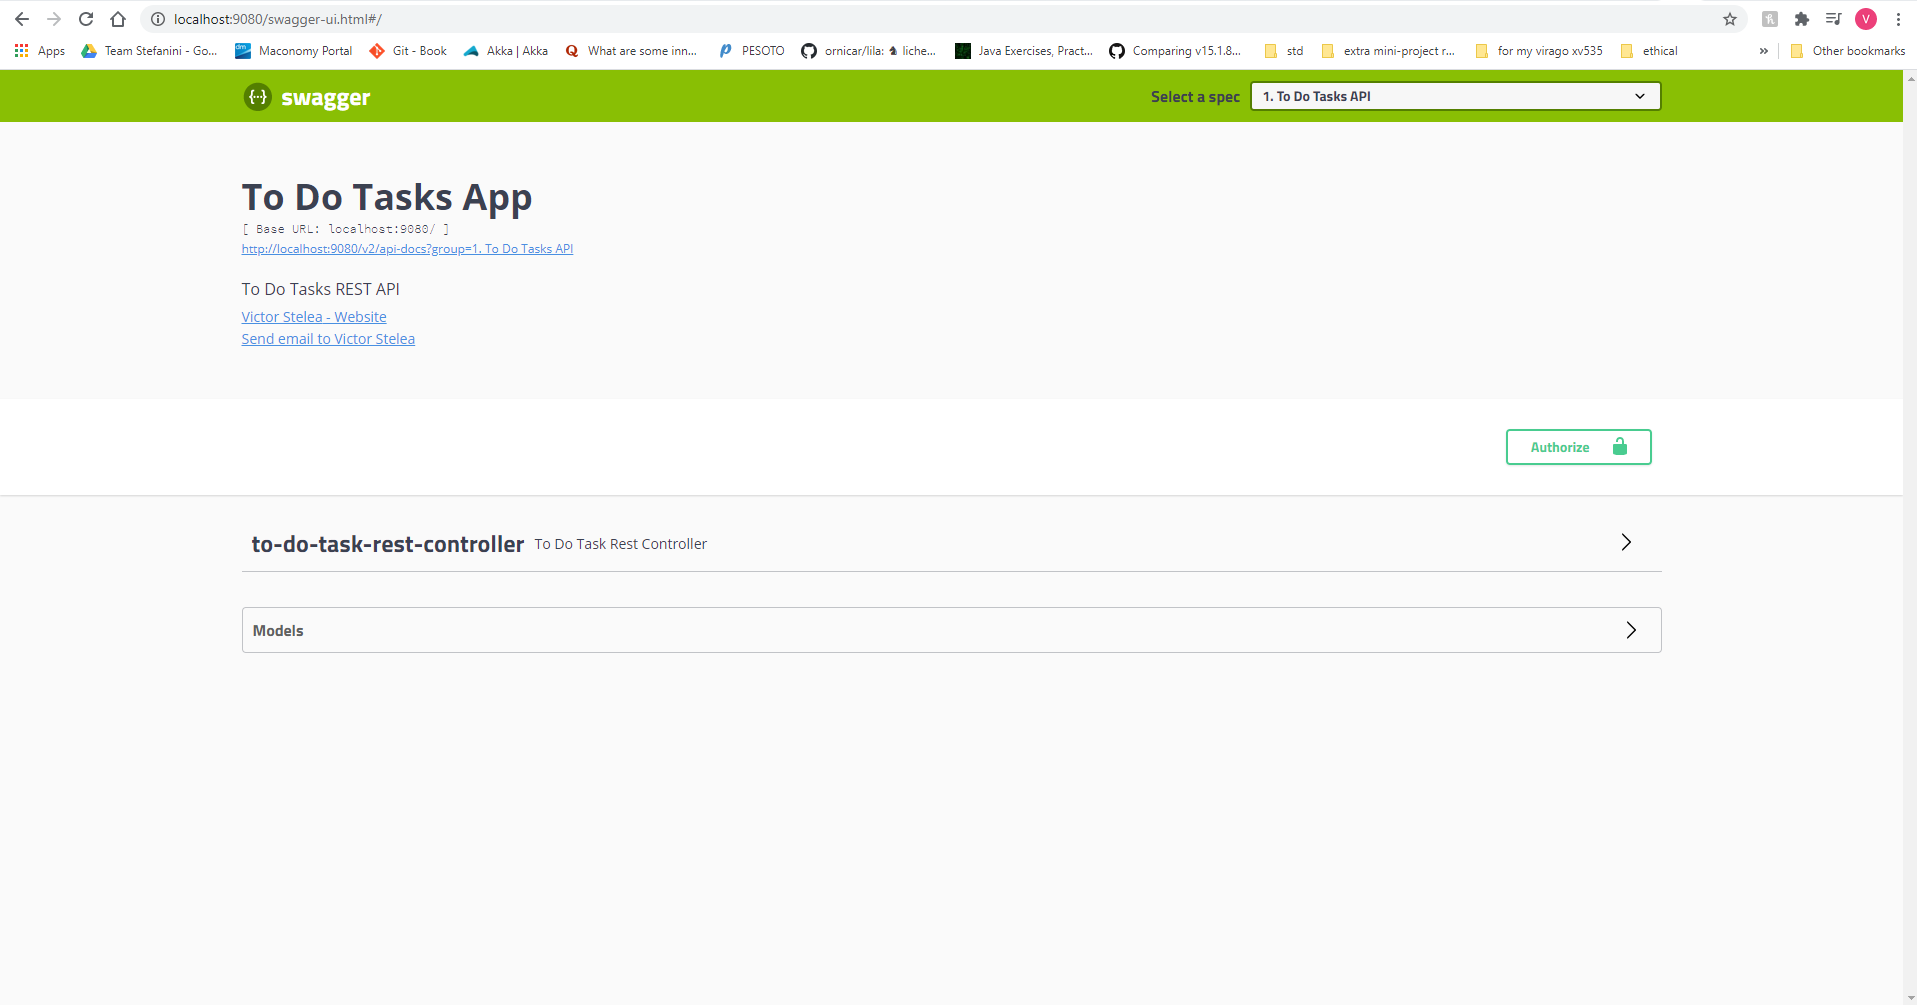 localhost:9080/swagger-ui.html#/
V
Apps
Team Stefanini - Go...
dm
Maconomy Portal
Git - Book
Akka | Akka
Q
What are some inn...
PESOTO
ornicar/lila: ♞ liche...
Java Exercises, Pract...
Comparing v15.1.8...
std
extra mini-project r...
for my virago xv535
ethical
»
Other bookmarks
{···} swagger
Select a spec
1. To Do Tasks API
To Do Tasks App
[ Base URL: localhost:9080/ ]
http://localhost:9080/v2/api-docs?group=1. To Do Tasks API
To Do Tasks REST API
Victor Stelea - Website
Send email to Victor Stelea
Authorize
to-do-task-rest-controller To Do Task Rest Controller
Models